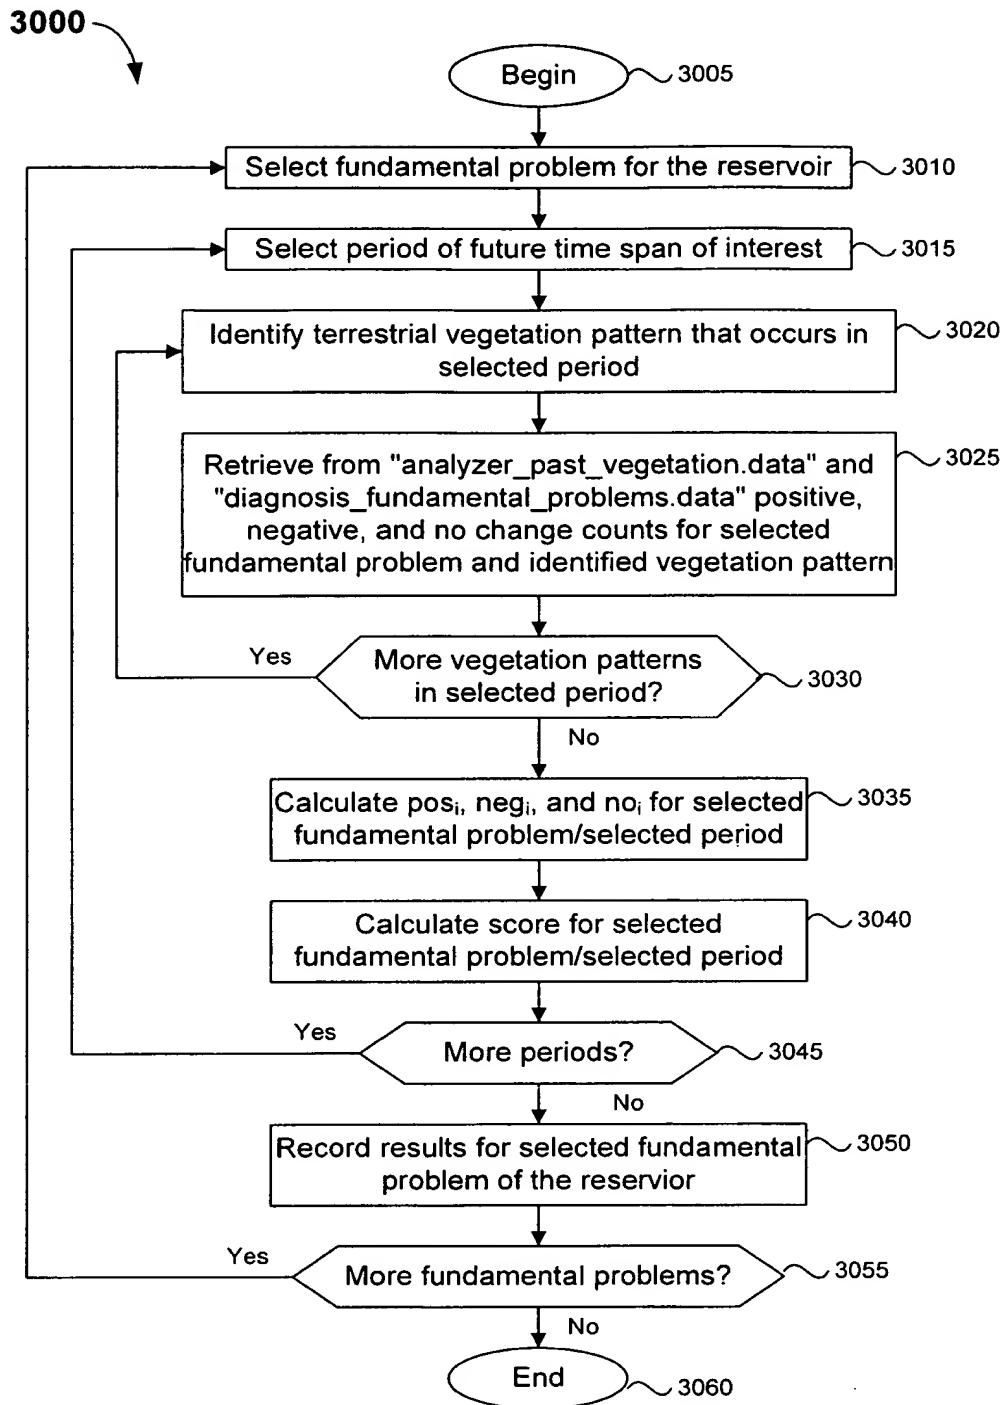 3000
Begin
3005
Select fundamental problem for the reservoir
3010
Select period of future time span of interest
3015
Identify terrestrial vegetation pattern that occurs in
selected period
3020
Retrieve from "analyzer_past_vegetation.data" and
"diagnosis_fundamental_problems.data" positive,
negative, and no change counts for selected
fundamental problem and identified vegetation pattern
3025
Yes
More vegetation patterns
in selected period?
3030
No
Calculate posᵢ, negᵢ, and noᵢ for selected
fundamental problem/selected period
3035
Calculate score for selected
fundamental problem/selected period
3040
Yes
More periods?
3045
No
Record results for selected fundamental
problem of the reservior
3050
Yes
More fundamental problems?
3055
No
End
3060